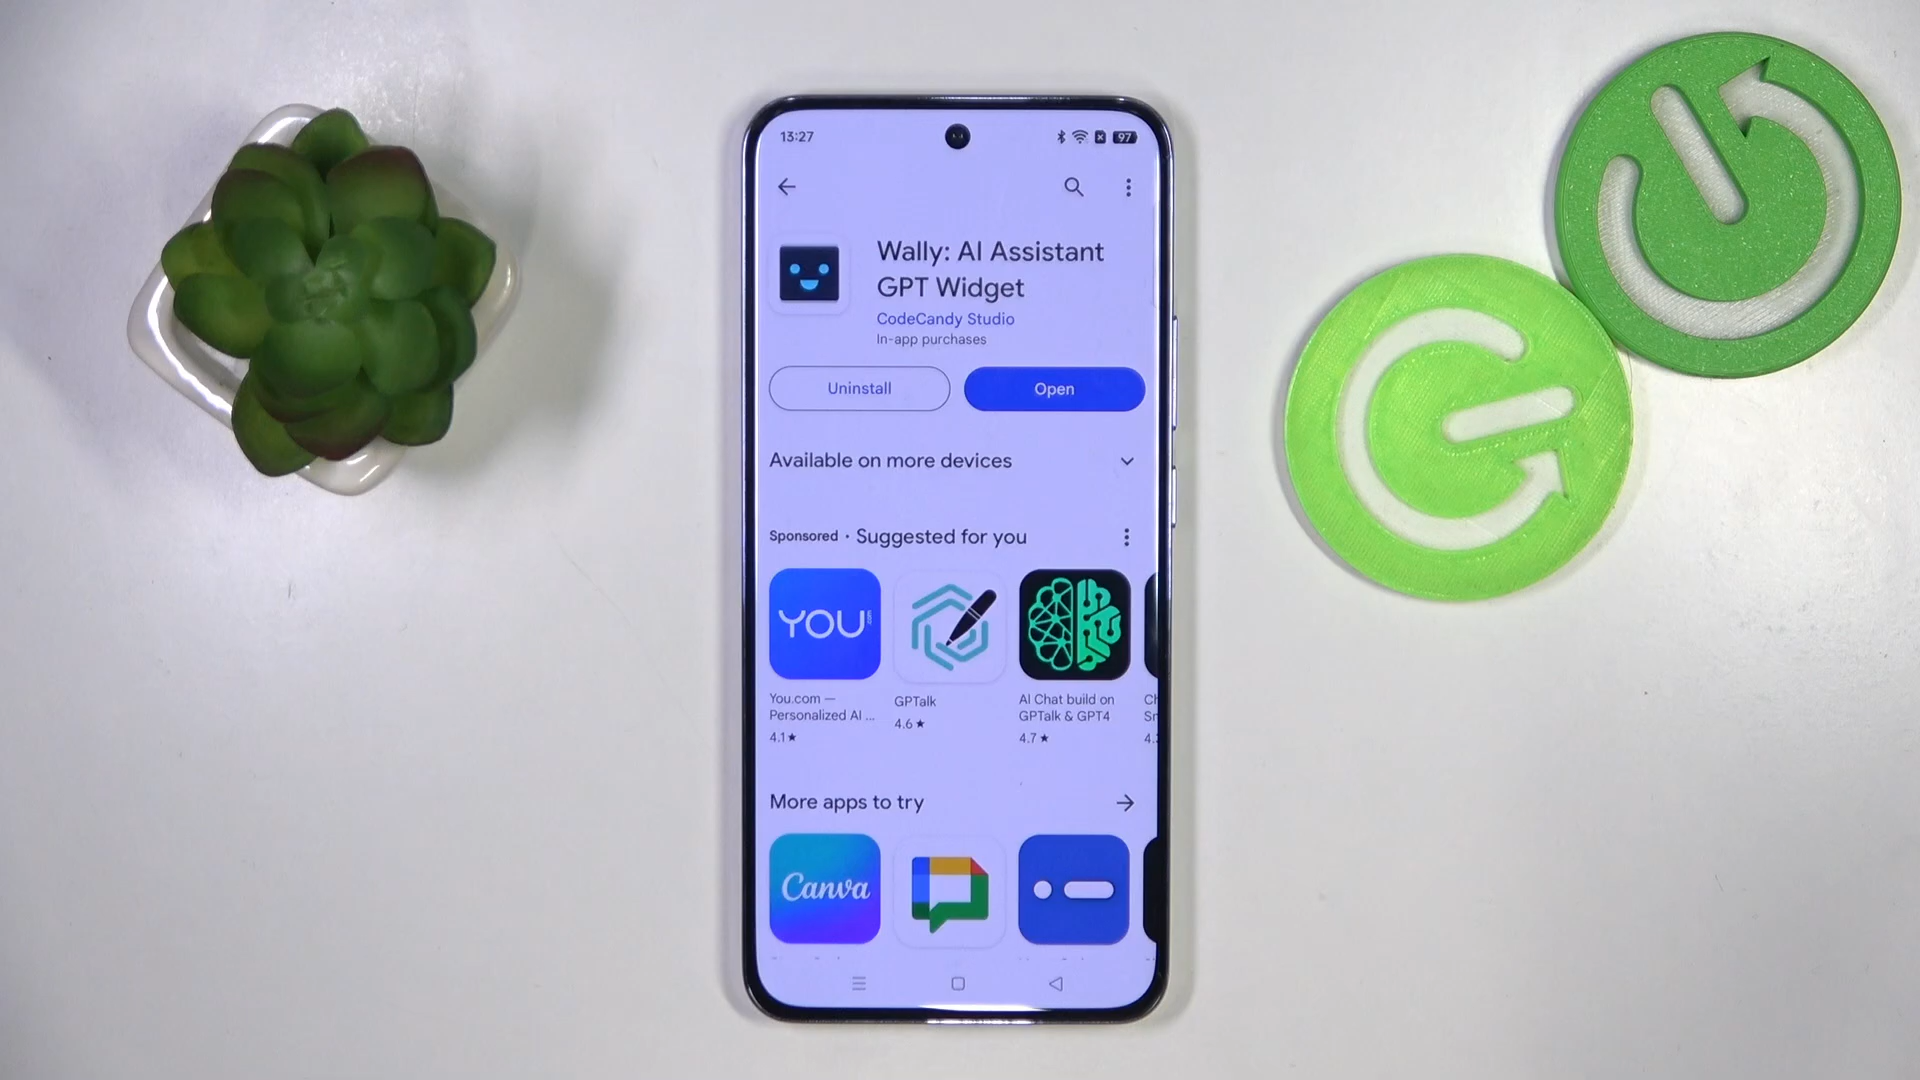 13:27
97
Wally: AI Assistant
GPT Widget
CodeCandy Studio
In-app purchases
Uninstall
Open
Available on more devices
Sponsored · Suggested for you
YOU.com
You.com —
Personalized AI ...
4.1★
GPTalk
4.6 ★
AI Chat build on
GPTalk & GPT4
4.7 ★
More apps to try
Canva